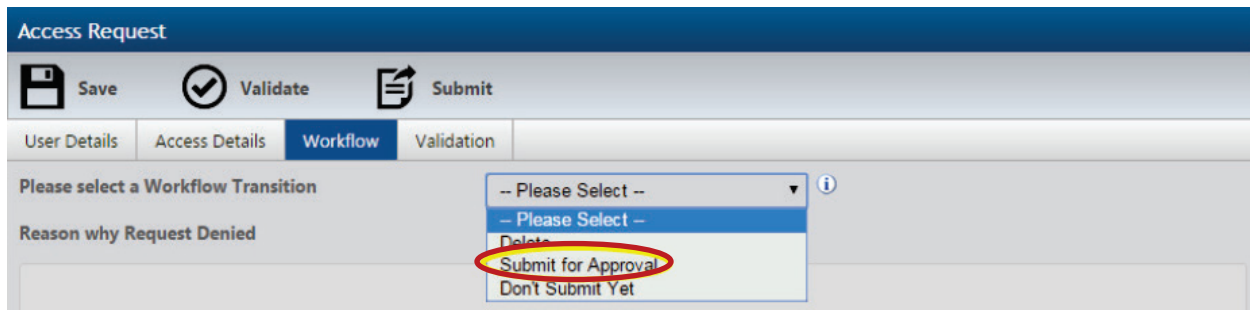 Access Request
Save Validate Submit
User Details Access Details Workflow Validation
Please select a Workflow Transition -- Please Select --
-- Please Select --
Reason why Request Denied
Delete
Submit for Approval
Don't Submit Yet